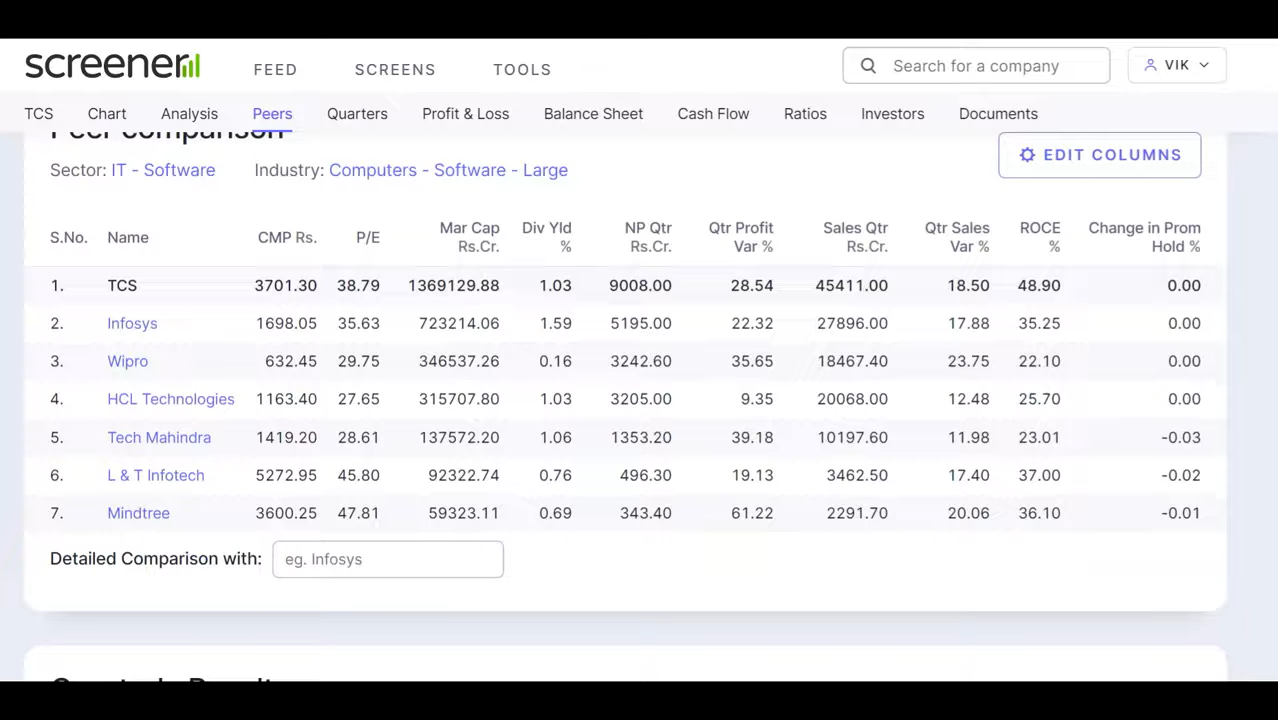 screener
FEED SCREENS TOOLS
Search for a company
VIK
TCS Chart Analysis Peers Quarters Profit & Loss Balance Sheet Cash Flow Ratios Investors Documents
Peer comparison
Sector: IT - Software Industry: Computers - Software - Large
EDIT COLUMNS
S.No. Name CMP Rs. P/E Mar Cap Rs.Cr. Div Yld % NP Qtr Rs.Cr. Qtr Profit Var % Sales Qtr Rs.Cr. Qtr Sales Var % ROCE % Change in Prom Hold %
1. TCS 3701.30 38.79 1369129.88 1.03 9008.00 28.54 45411.00 18.50 48.90 0.00
2. Infosys 1698.05 35.63 723214.06 1.59 5195.00 22.32 27896.00 17.88 35.25 0.00
3. Wipro 632.45 29.75 346537.26 0.16 3242.60 35.65 18467.40 23.75 22.10 0.00
4. HCL Technologies 1163.40 27.65 315707.80 1.03 3205.00 9.35 20068.00 12.48 25.70 0.00
5. Tech Mahindra 1419.20 28.61 137572.20 1.06 1353.20 39.18 10197.60 11.98 23.01 -0.03
6. L & T Infotech 5272.95 45.80 92322.74 0.76 496.30 19.13 3462.50 17.40 37.00 -0.02
7. Mindtree 3600.25 47.81 59323.11 0.69 343.40 61.22 2291.70 20.06 36.10 -0.01
Detailed Comparison with: eg. Infosys